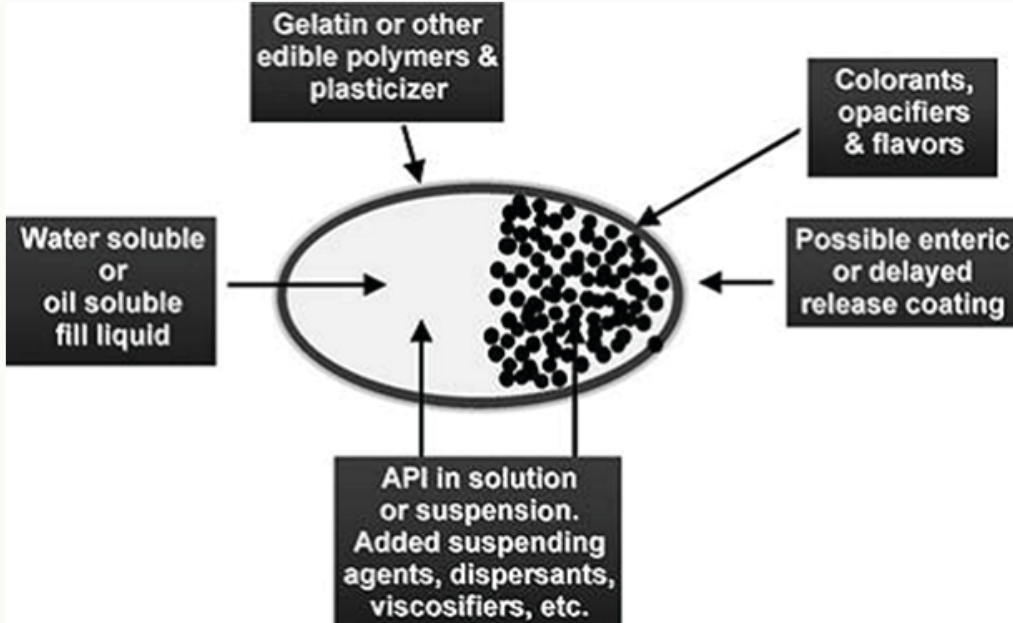 Gelatin or other
edible polymers &
plasticizer
Colorants,
opacifiers
& flavors
Water soluble
or
oil soluble
fill liquid
Possible enteric
or delayed
release coating
API in solution
or suspension.
Added suspending
agents, dispersants,
viscosifiers, etc.